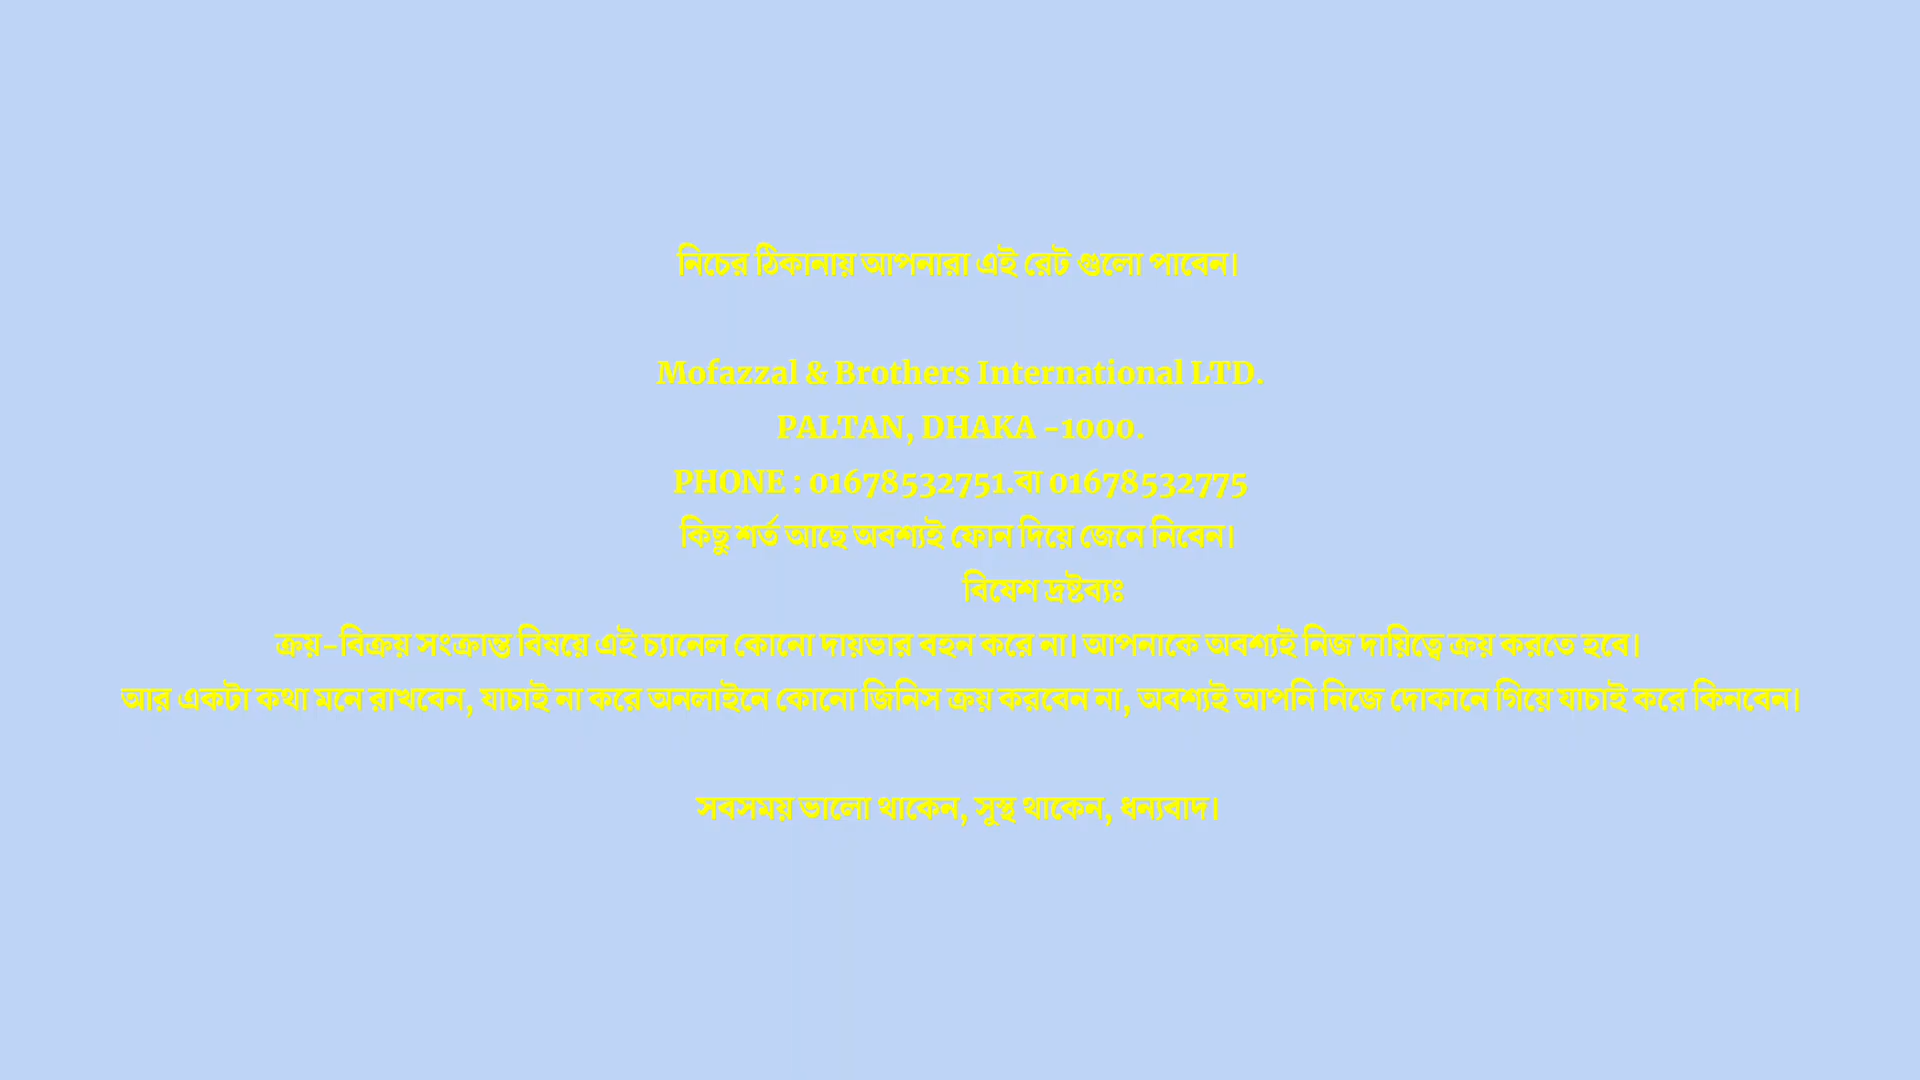 নিচের ঠিকানায় আপনারা এই রেট গুলো পাবেন।
Mofazzal & Brothers International LTD.
PALTAN, DHAKA -1000.
PHONE : 01678532751.বা 01678532775
কিছু শর্ত আছে অবশ্যই ফোন দিয়ে জেনে নিবেন।
বিষেশ দ্রষ্টব্যঃ
ক্রয়-বিক্রয় সংক্রান্ত বিষয়ে এই চ্যানেল কোনো দায়ভার বহন করে না। আপনাকে অবশ্যই নিজ দায়িত্বে ক্রয় করতে হবে।
আর একটা কথা মনে রাখবেন, যাচাই না করে অনলাইনে কোনো জিনিস ক্রয় করবেন না, অবশ্যই আপনি নিজে দোকানে গিয়ে যাচাই করে কিনবেন।
সবসময় ভালো থাকেন, সুস্থ থাকেন, ধন্যবাদ।